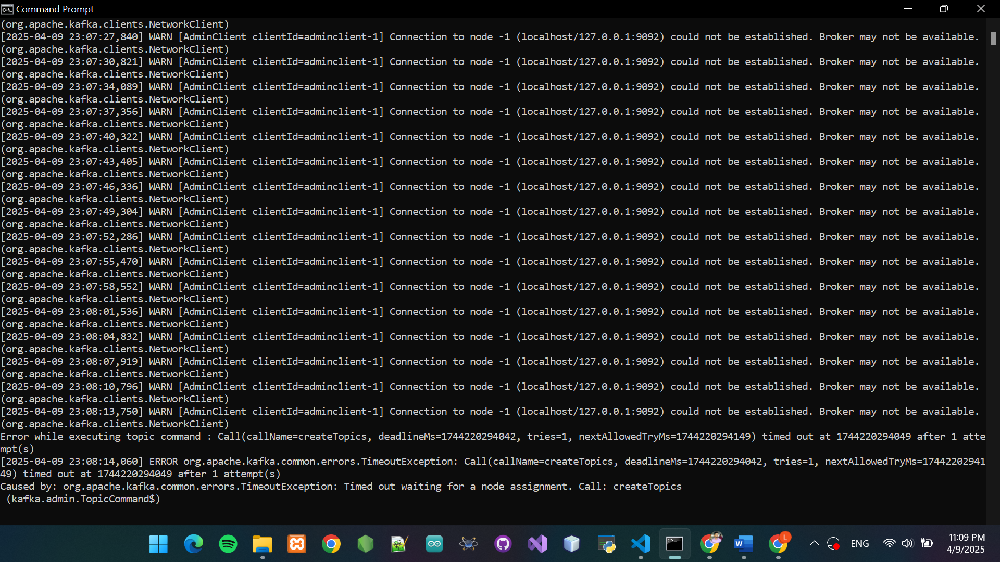 Command Prompt
(org.apache.kafka.clients.NetworkClient)
[2025-04-09 23:07:27,840] WARN [AdminClient clientId=adminclient-1] Connection to node -1 (localhost/127.0.0.1:9092) could not be established. Broker may not be available.
(org.apache.kafka.clients.NetworkClient)
[2025-04-09 23:07:30,821] WARN [AdminClient clientId=adminclient-1] Connection to node -1 (localhost/127.0.0.1:9092) could not be established. Broker may not be available.
(org.apache.kafka.clients.NetworkClient)
[2025-04-09 23:07:34,089] WARN [AdminClient clientId=adminclient-1] Connection to node -1 (localhost/127.0.0.1:9092) could not be established. Broker may not be available.
(org.apache.kafka.clients.NetworkClient)
[2025-04-09 23:07:37,356] WARN [AdminClient clientId=adminclient-1] Connection to node -1 (localhost/127.0.0.1:9092) could not be established. Broker may not be available.
(org.apache.kafka.clients.NetworkClient)
[2025-04-09 23:07:40,322] WARN [AdminClient clientId=adminclient-1] Connection to node -1 (localhost/127.0.0.1:9092) could not be established. Broker may not be available.
(org.apache.kafka.clients.NetworkClient)
[2025-04-09 23:07:43,405] WARN [AdminClient clientId=adminclient-1] Connection to node -1 (localhost/127.0.0.1:9092) could not be established. Broker may not be available.
(org.apache.kafka.clients.NetworkClient)
[2025-04-09 23:07:46,336] WARN [AdminClient clientId=adminclient-1] Connection to node -1 (localhost/127.0.0.1:9092) could not be established. Broker may not be available.
(org.apache.kafka.clients.NetworkClient)
[2025-04-09 23:07:49,304] WARN [AdminClient clientId=adminclient-1] Connection to node -1 (localhost/127.0.0.1:9092) could not be established. Broker may not be available.
(org.apache.kafka.clients.NetworkClient)
[2025-04-09 23:07:52,286] WARN [AdminClient clientId=adminclient-1] Connection to node -1 (localhost/127.0.0.1:9092) could not be established. Broker may not be available.
(org.apache.kafka.clients.NetworkClient)
[2025-04-09 23:07:55,470] WARN [AdminClient clientId=adminclient-1] Connection to node -1 (localhost/127.0.0.1:9092) could not be established. Broker may not be available.
(org.apache.kafka.clients.NetworkClient)
[2025-04-09 23:07:58,552] WARN [AdminClient clientId=adminclient-1] Connection to node -1 (localhost/127.0.0.1:9092) could not be established. Broker may not be available.
(org.apache.kafka.clients.NetworkClient)
[2025-04-09 23:08:01,536] WARN [AdminClient clientId=adminclient-1] Connection to node -1 (localhost/127.0.0.1:9092) could not be established. Broker may not be available.
(org.apache.kafka.clients.NetworkClient)
[2025-04-09 23:08:04,832] WARN [AdminClient clientId=adminclient-1] Connection to node -1 (localhost/127.0.0.1:9092) could not be established. Broker may not be available.
(org.apache.kafka.clients.NetworkClient)
[2025-04-09 23:08:07,919] WARN [AdminClient clientId=adminclient-1] Connection to node -1 (localhost/127.0.0.1:9092) could not be established. Broker may not be available.
(org.apache.kafka.clients.NetworkClient)
[2025-04-09 23:08:10,796] WARN [AdminClient clientId=adminclient-1] Connection to node -1 (localhost/127.0.0.1:9092) could not be established. Broker may not be available.
(org.apache.kafka.clients.NetworkClient)
[2025-04-09 23:08:13,750] WARN [AdminClient clientId=adminclient-1] Connection to node -1 (localhost/127.0.0.1:9092) could not be established. Broker may not be available.
(org.apache.kafka.clients.NetworkClient)
Error while executing topic command : Call(callName=createTopics, deadlineMs=1744220294042, tries=1, nextAllowedTryMs=1744220294149) timed out at 1744220294049 after 1 atte
mpt(s)
[2025-04-09 23:08:14,060] ERROR org.apache.kafka.common.errors.TimeoutException: Call(callName=createTopics, deadlineMs=1744220294042, tries=1, nextAllowedTryMs=17442202941
49) timed out at 1744220294049 after 1 attempt(s)
Caused by: org.apache.kafka.common.errors.TimeoutException: Timed out waiting for a node assignment. Call: createTopics
 (kafka.admin.TopicCommand$)
L
ENG
11:09 PM
4/9/2025